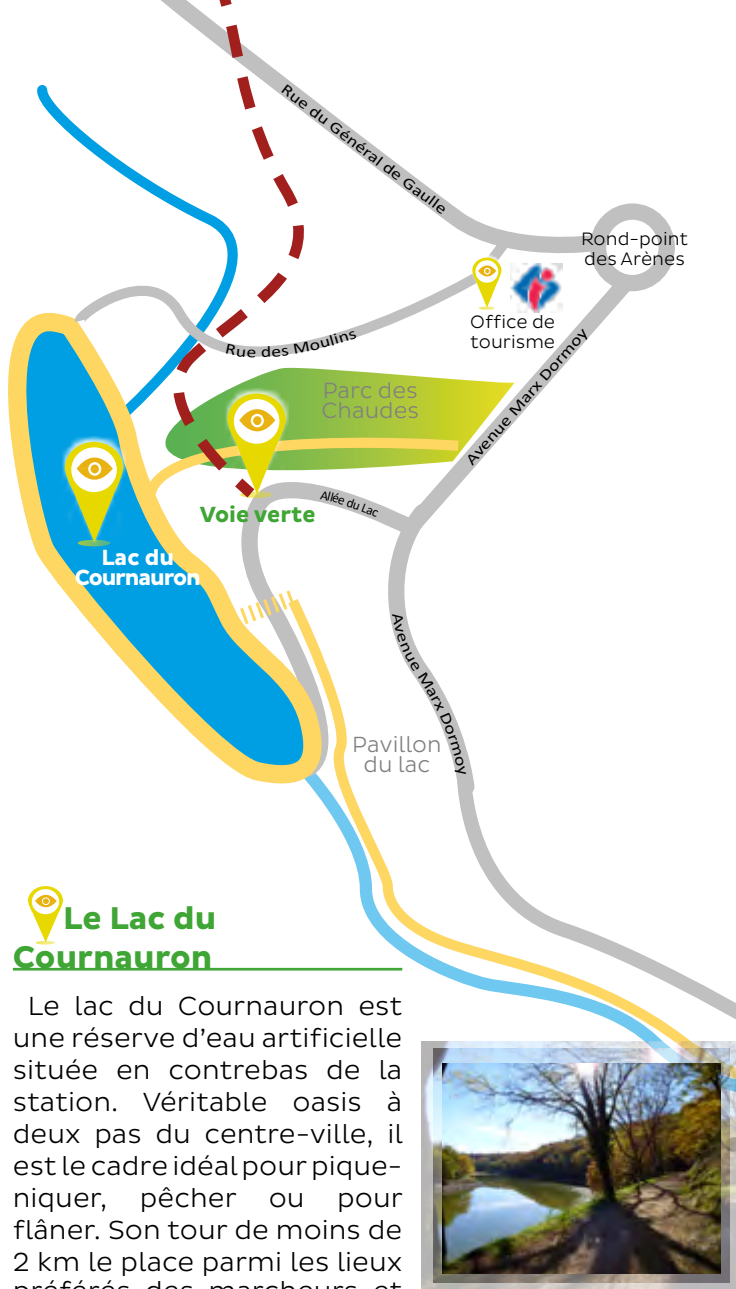 Rue du Général de Gaulle
Rond-point
des Arènes
Office de
tourisme
Rue des Moulins
Avenue Marx Dormoy
Parc des
Chaudes
Allée du Lac
Voie verte
Lac du
Cournauron
Avenue Marx Dormoy
Pavillon
du lac
Le Lac du
Cournauron
Le lac du Cournauron est
une réserve d’eau artificielle
située en contrebas de la
station. Véritable oasis à
deux pas du centre-ville, il
est le cadre idéal pour pique-
niquer, pêcher ou pour
flâner. Son tour de moins de
2 km le place parmi les lieux
préférés des marcheurs et